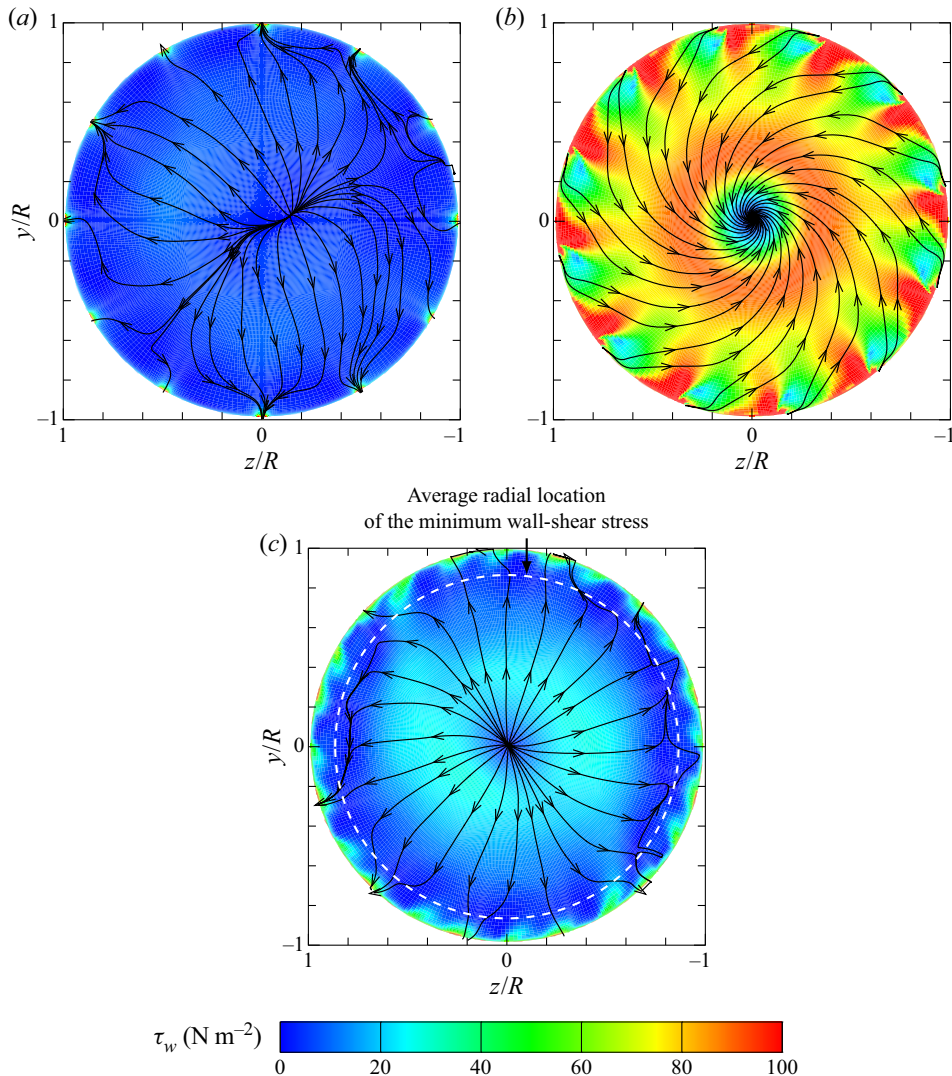 (a)
1
0
–1
y/R
1
0
–1
z/R
(b)
1
0
–1
1
0
–1
z/R
Average radial location
of the minimum wall-shear stress
(c)
1
0
–1
y/R
1
0
–1
z/R
τw (N m−2)
0 20 40 60 80 100